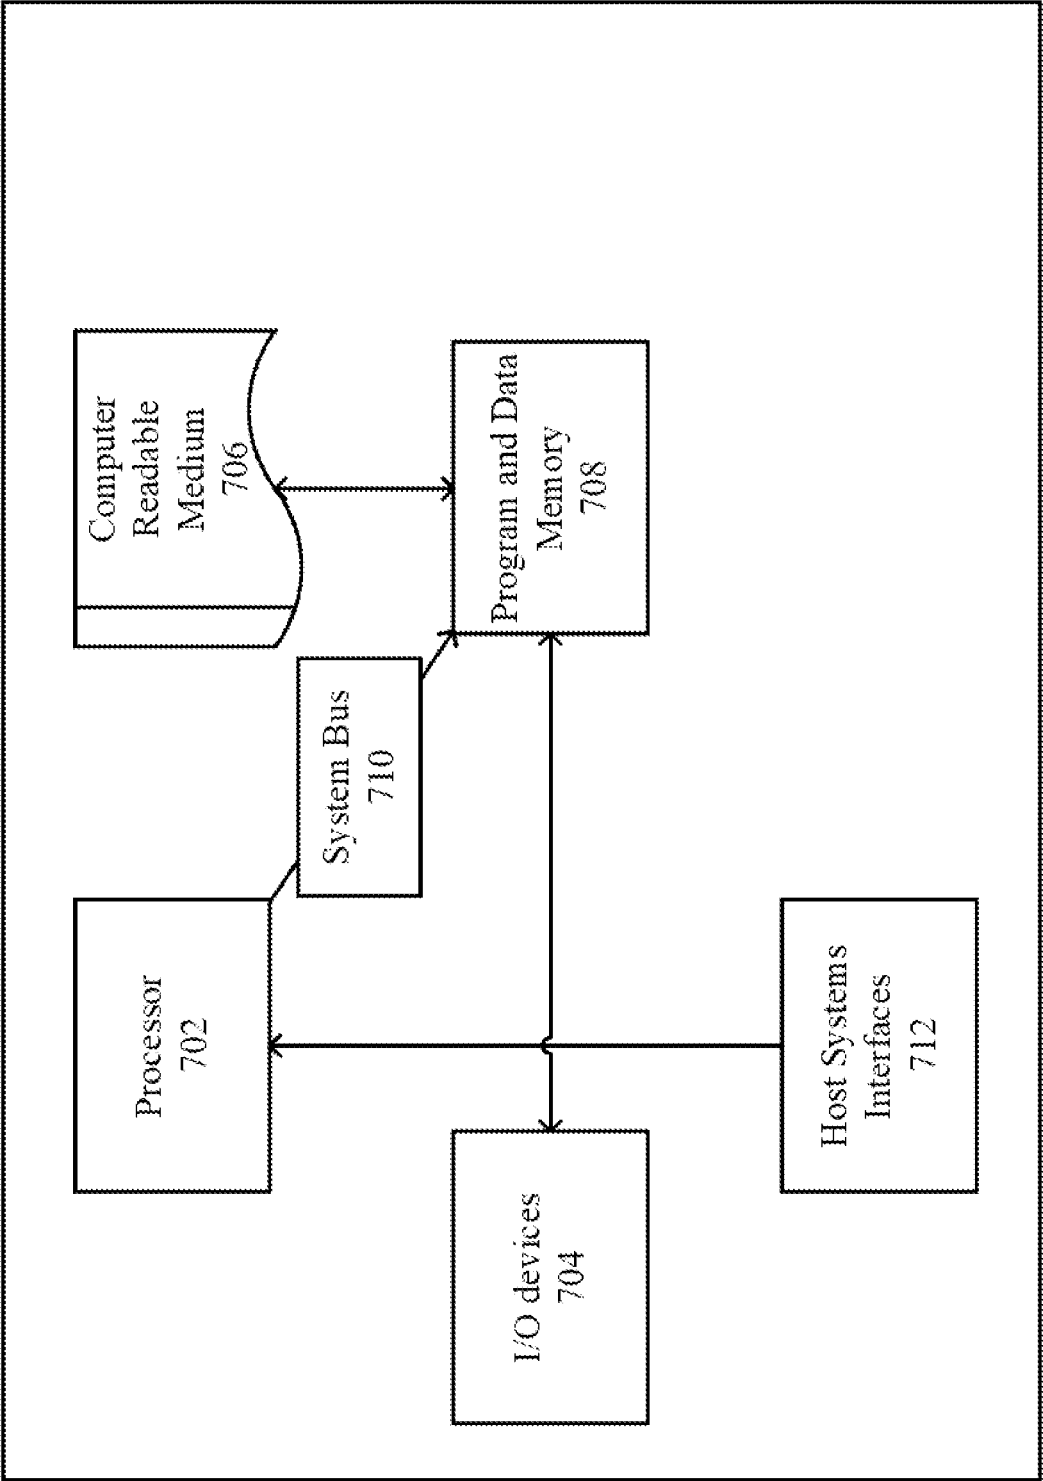 Processor
702
Computer
Readable
Medium
706
System Bus
710
I/O devices
704
Program and Data
Memory
708
Host Systems
Interfaces
712